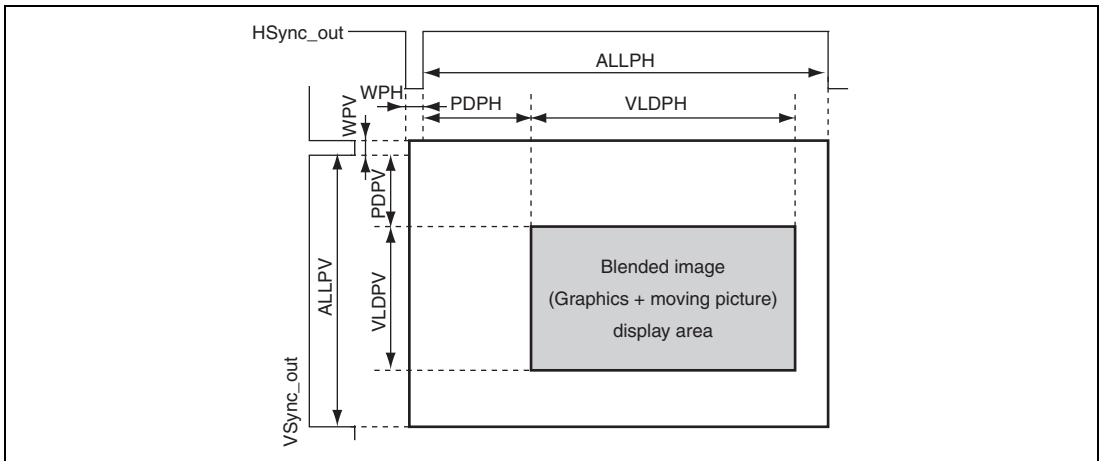 HSync_out
ALLPH
WPH
PDPH
VLDPH
WPV
PDPV
ALLPV
VLDPV
Blended image
(Graphics + moving picture)
display area
VSync_out